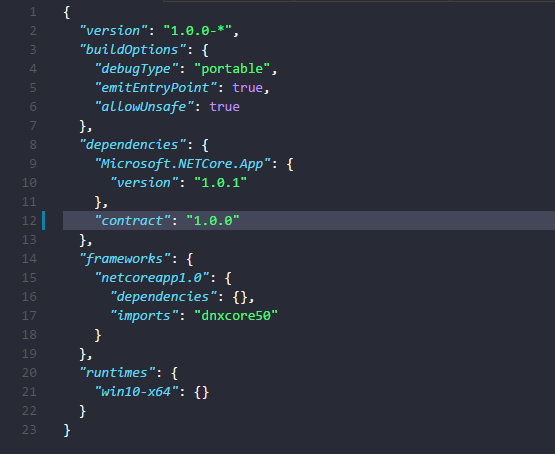 1 {
2   "version": "1.0.0-*",
3   "buildOptions": {
4     "debugType": "portable",
5     "emitEntryPoint": true,
6     "allowUnsafe": true
7   },
8   "dependencies": {
9     "Microsoft.NETCore.App": {
10       "version": "1.0.1"
11     },
12     "contract": "1.0.0"
13   },
14   "frameworks": {
15     "netcoreapp1.0": {
16       "dependencies": {},
17       "imports": "dnxcore50"
18     }
19   },
20   "runtimes": {
21     "win10-x64": {}
22   }
23 }